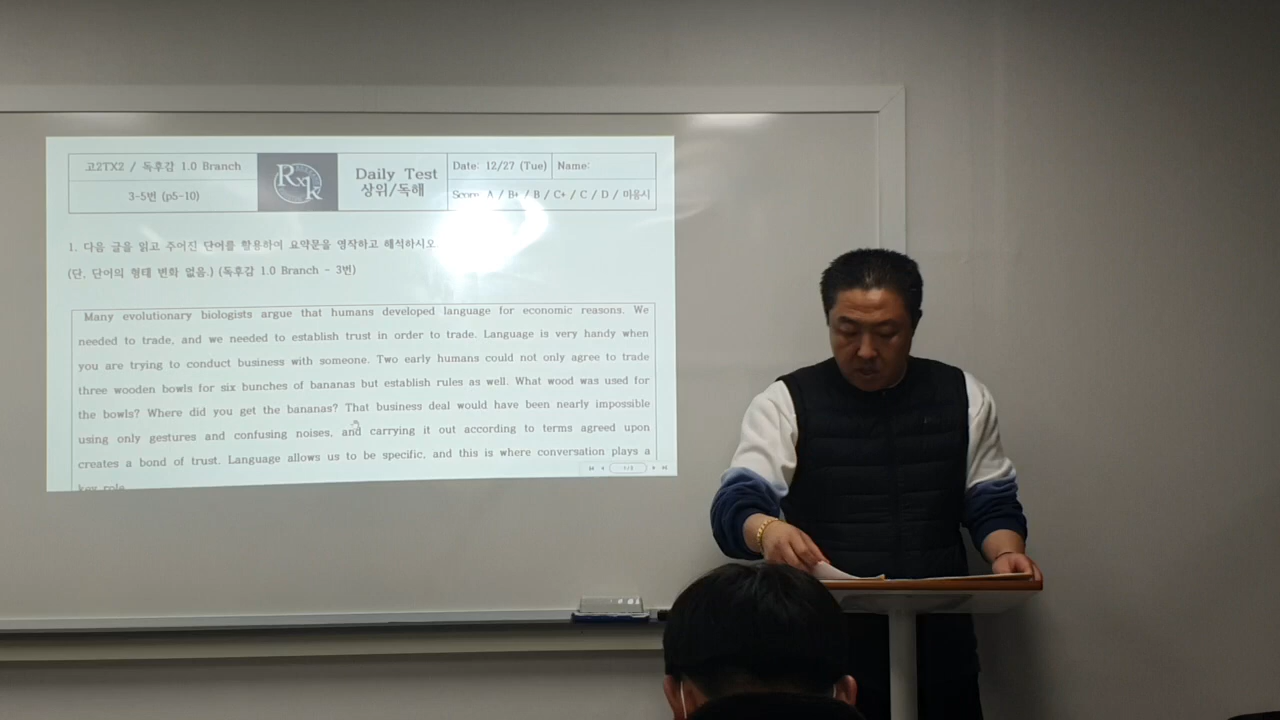 고2TX2 / 독후감 1.0 Branch
3-5번 (p5-10)
Rxk
Daily Test
상위/독해
Date: 12/27 (Tue)
Name:
Score: A / B+ / B / C+ / C / D / 미응시
1. 다음 글을 읽고 주어진 단어를 활용하여 요약문을 영작하고 해석하시오
(단, 단어의 형태 변화 없음.) (독후감 1.0 Branch - 3번)
Many evolutionary biologists argue that humans developed language for economic reasons. We
needed to trade, and we needed to establish trust in order to trade. Language is very handy when
you are trying to conduct business with someone. Two early humans could not only agree to trade
three wooden bowls for six bunches of bananas but establish rules as well. What wood was used for
the bowls? Where did you get the bananas? That business deal would have been nearly impossible
using only gestures and confusing noises, and carrying it out according to terms agreed upon
creates a bond of trust. Language allows us to be specific, and this is where conversation plays a
key role